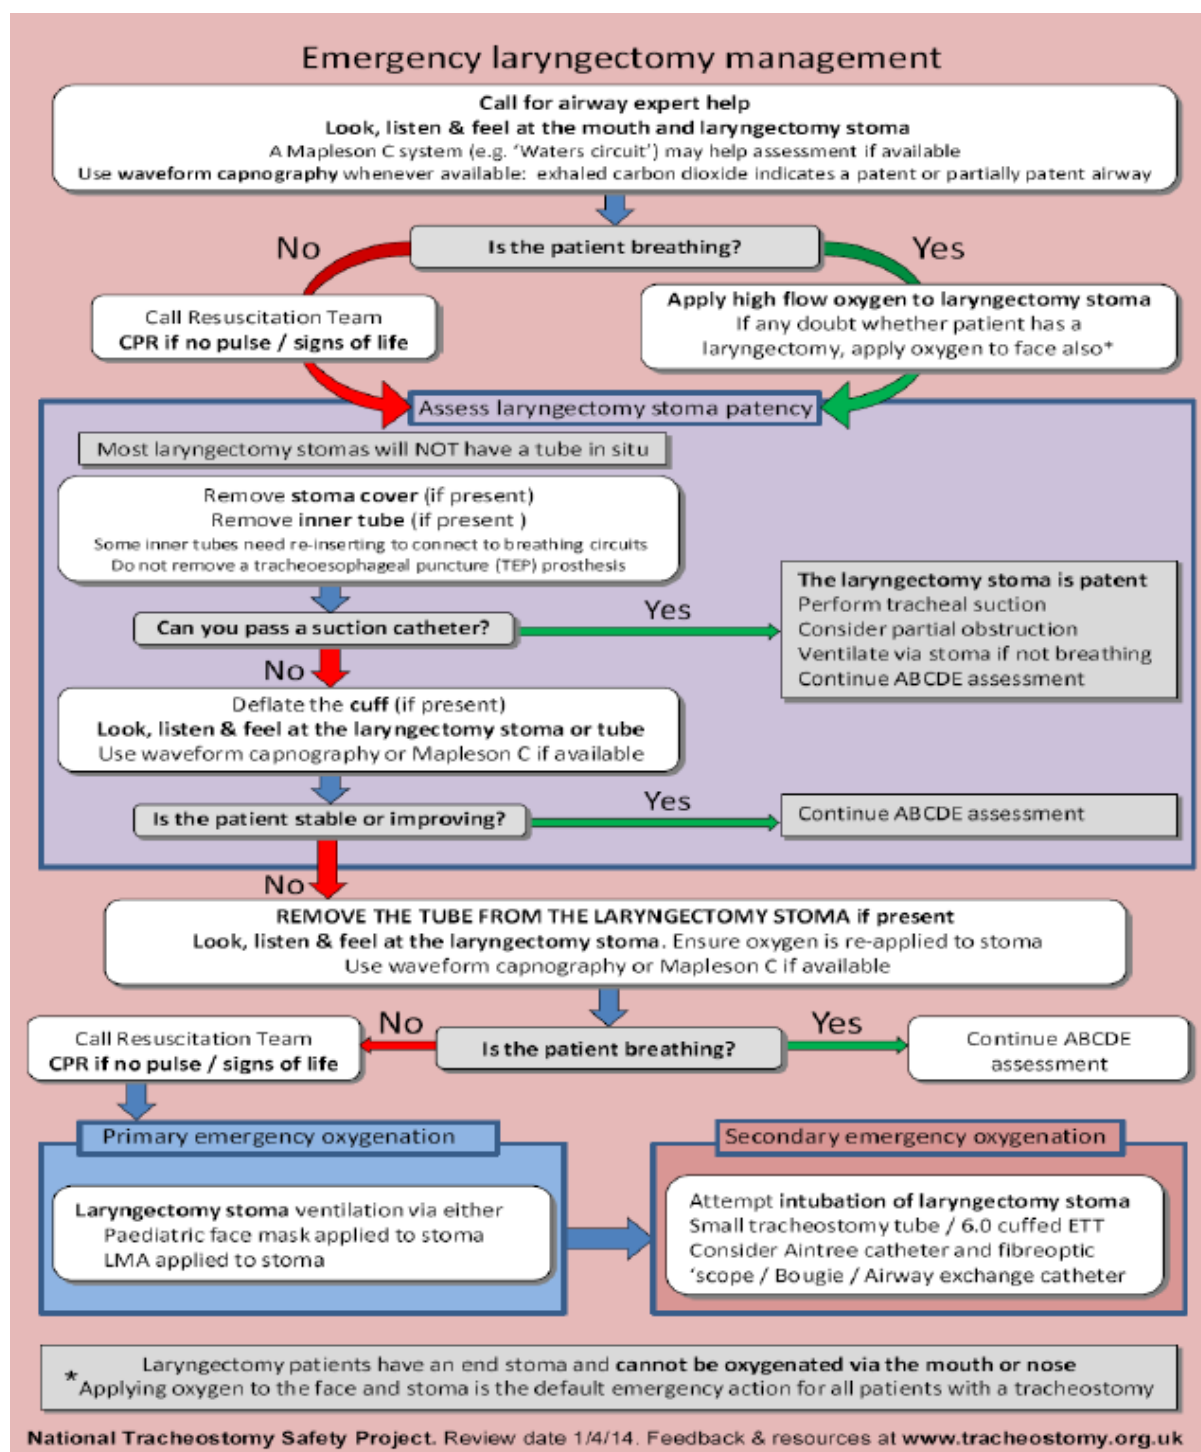 Emergency laryngectomy management
Call for airway expert help
Look, listen & feel at the mouth and laryngectomy stoma
A Mapleson C system (e.g. ‘Waters circuit’) may help assessment if available
Use waveform capnography whenever available: exhaled carbon dioxide indicates a patent or partially patent airway
No
Is the patient breathing?
Yes
Call Resuscitation Team
CPR if no pulse / signs of life
Apply high flow oxygen to laryngectomy stoma
If any doubt whether patient has a
laryngectomy, apply oxygen to face also*
Assess laryngectomy stoma patency
Most laryngectomy stomas will NOT have a tube in situ
Remove stoma cover (if present)
Remove inner tube (if present )
Some inner tubes need re-inserting to connect to breathing circuits
Do not remove a tracheoesophageal puncture (TEP) prosthesis
Can you pass a suction catheter?
Yes
The laryngectomy stoma is patent
Perform tracheal suction
Consider partial obstruction
Ventilate via stoma if not breathing
Continue ABCDE assessment
No
Deflate the cuff (if present)
Look, listen & feel at the laryngectomy stoma or tube
Use waveform capnography or Mapleson C if available
Is the patient stable or improving?
Yes
Continue ABCDE assessment
No
REMOVE THE TUBE FROM THE LARYNGECTOMY STOMA if present
Look, listen & feel at the laryngectomy stoma. Ensure oxygen is re-applied to stoma
Use waveform capnography or Mapleson C if available
Call Resuscitation Team
CPR if no pulse / signs of life
No
Is the patient breathing?
Yes
Continue ABCDE
assessment
Primary emergency oxygenation
Laryngectomy stoma ventilation via either
Paediatric face mask applied to stoma
LMA applied to stoma
Secondary emergency oxygenation
Attempt intubation of laryngectomy stoma
Small tracheostomy tube / 6.0 cuffed ETT
Consider Aintree catheter and fibreoptic
‘scope / Bougie / Airway exchange catheter
Laryngectomy patients have an end stoma and cannot be oxygenated via the mouth or nose
*Applying oxygen to the face and stoma is the default emergency action for all patients with a tracheostomy
National Tracheostomy Safety Project. Review date 1/4/14. Feedback & resources at www.tracheostomy.org.uk